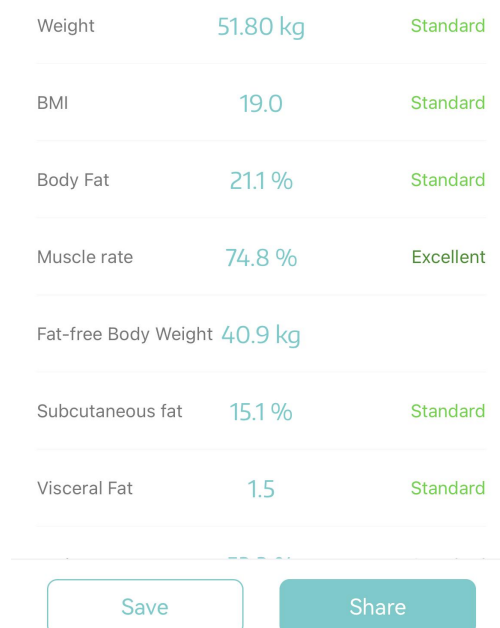 Weight 51.80 kg Standard
BMI 19.0 Standard
Body Fat 21.1 % Standard
Muscle rate 74.8 % Excellent
Fat-free Body Weight 40.9 kg
Subcutaneous fat 15.1 % Standard
Visceral Fat 1.5 Standard
Save Share